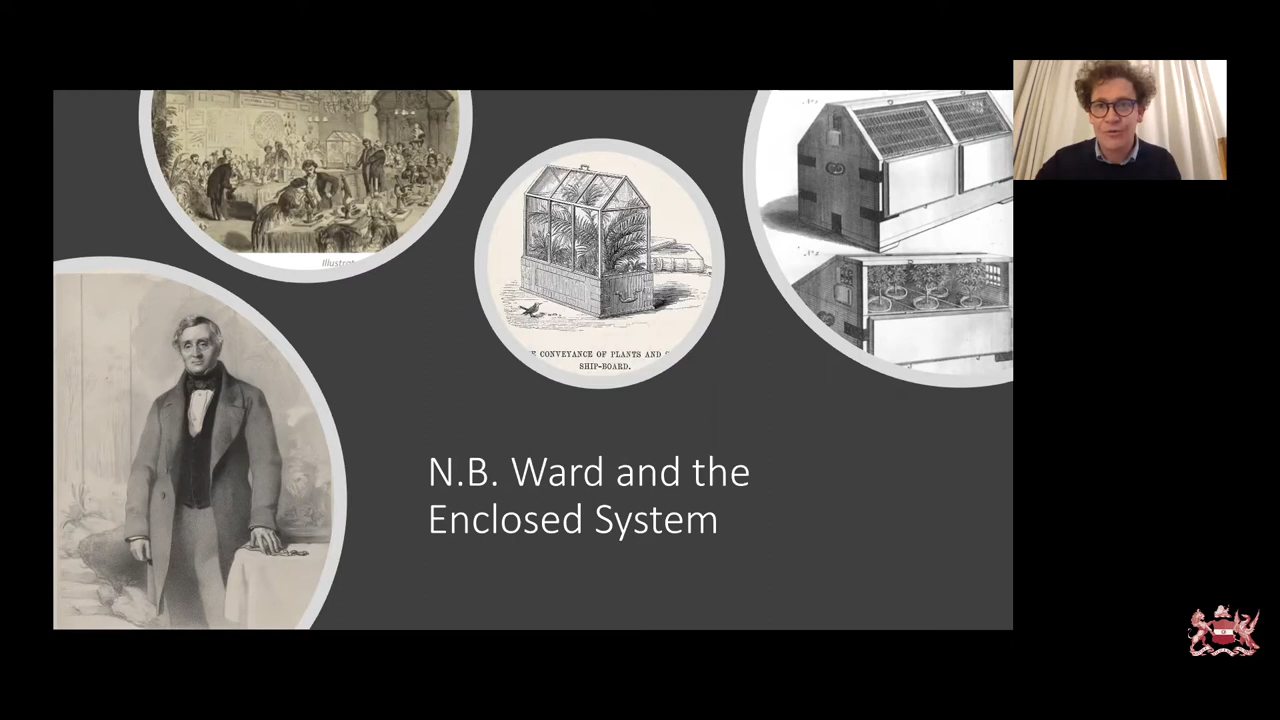 CONVEYANCE OF PLANTS AND
SHIP-BOARD.
N.B. Ward and the
Enclosed System